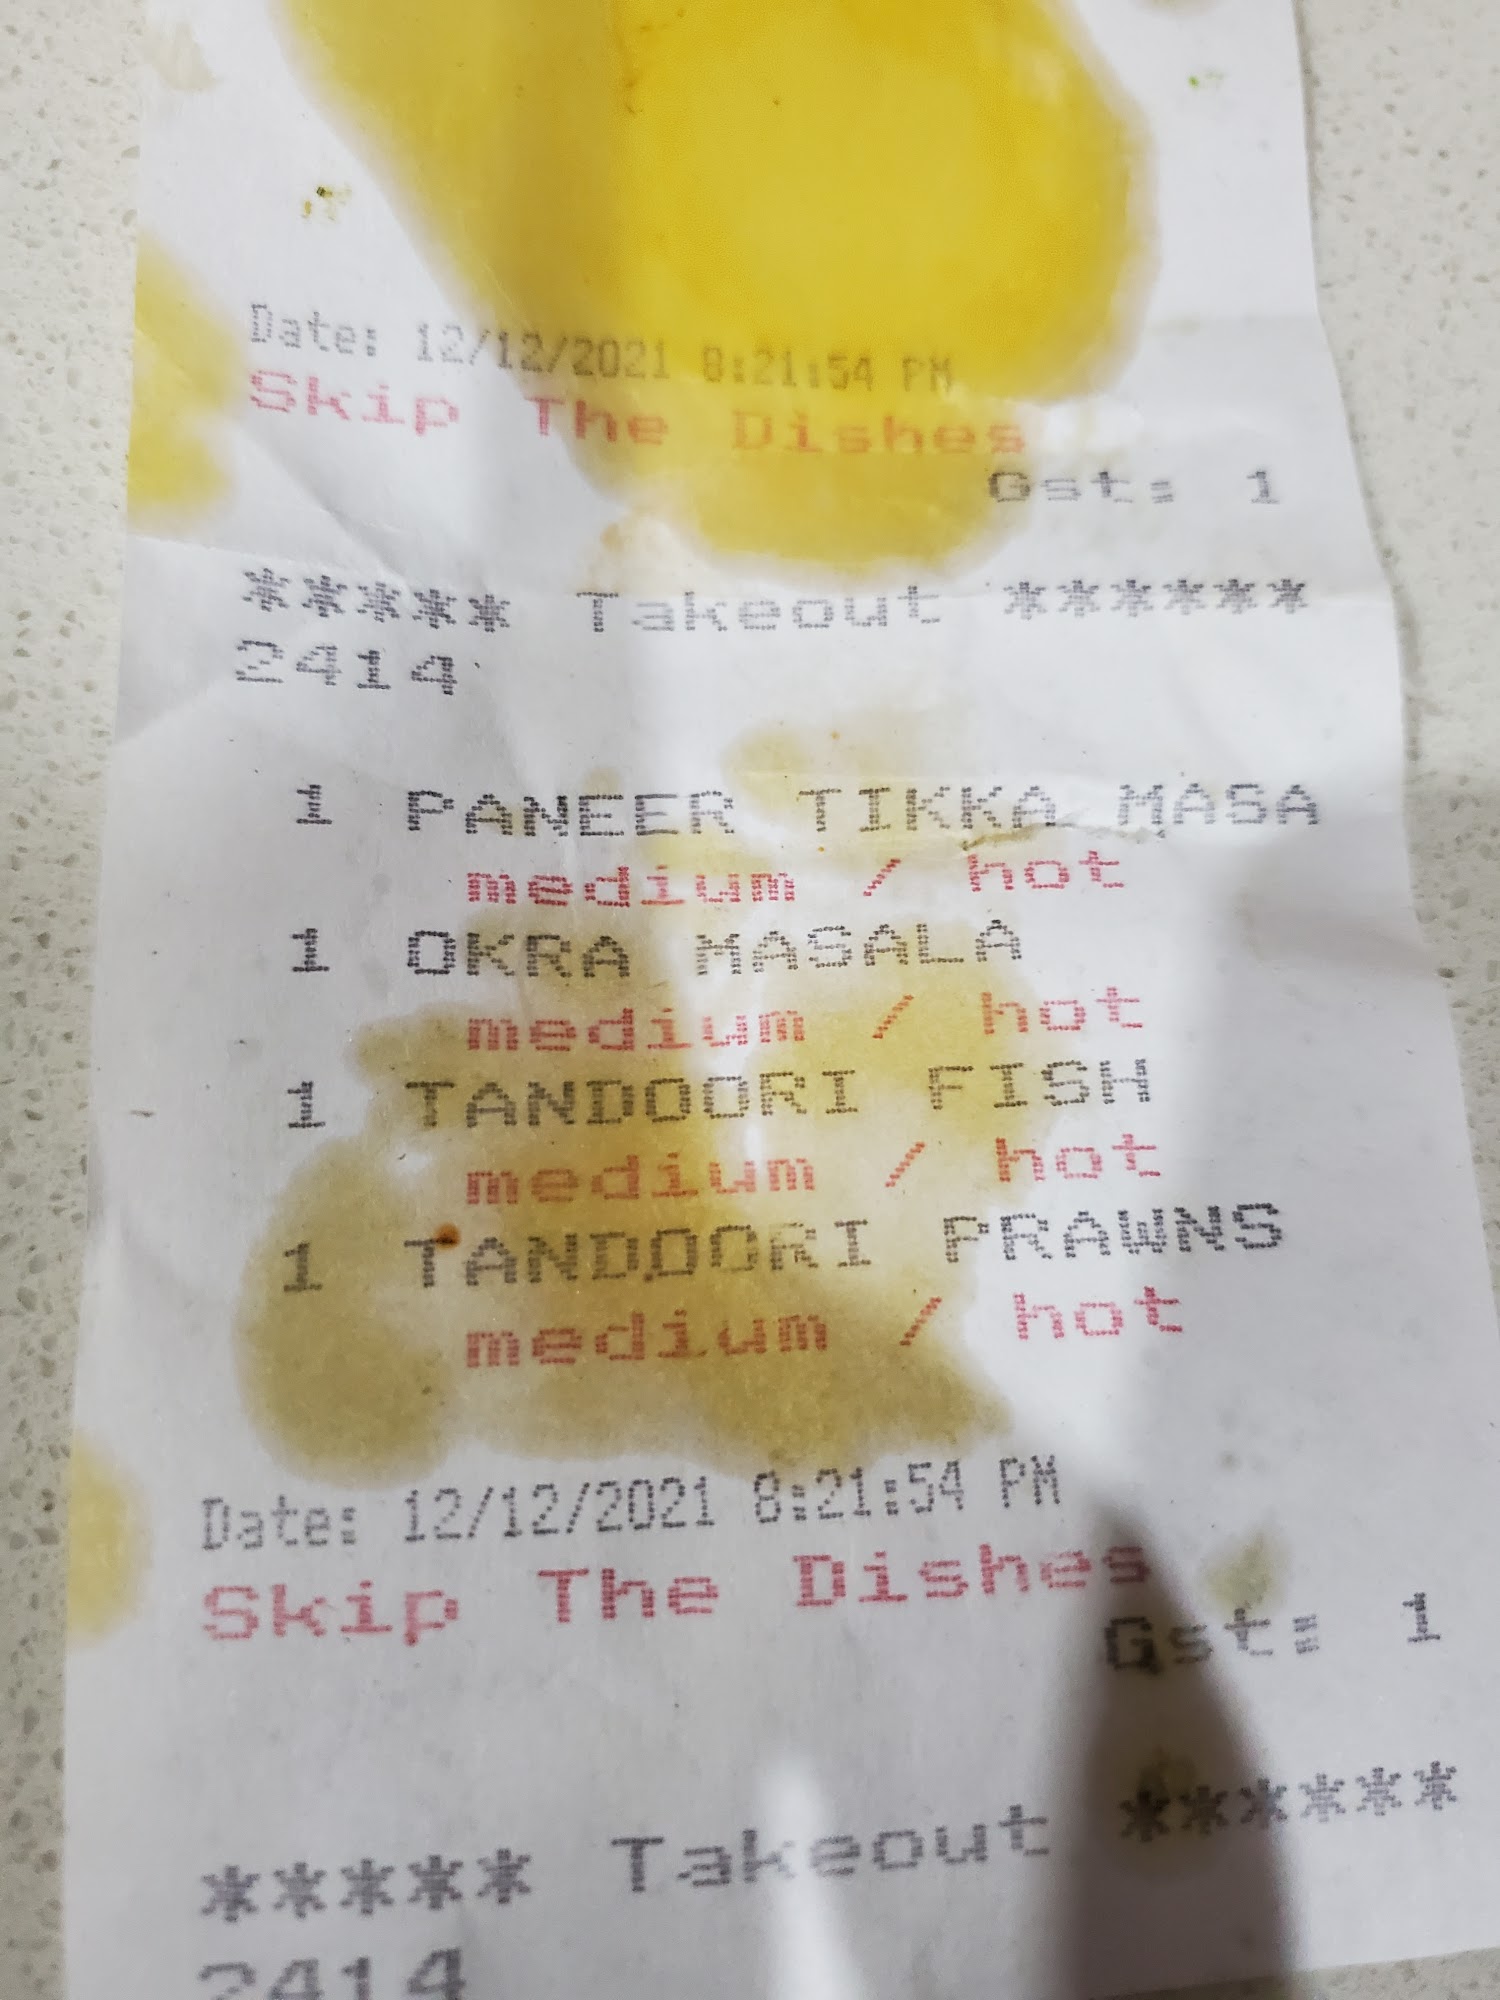 Date: 12/12/2021 8:21:54 PM
Skip The Dishes
Gst: 1
***** Takeout ******
2414
1 PANEER TIKKA MASA
medium / hot
1 OKRA MASALA
medium / hot
1 TANDOORI FISH
medium / hot
1 TANDOORI PRAWNS
medium / hot
Date: 12/12/2021 8:21:54 PM
Skip The Dishes
Gst: 1
***** Takeout ******
2414